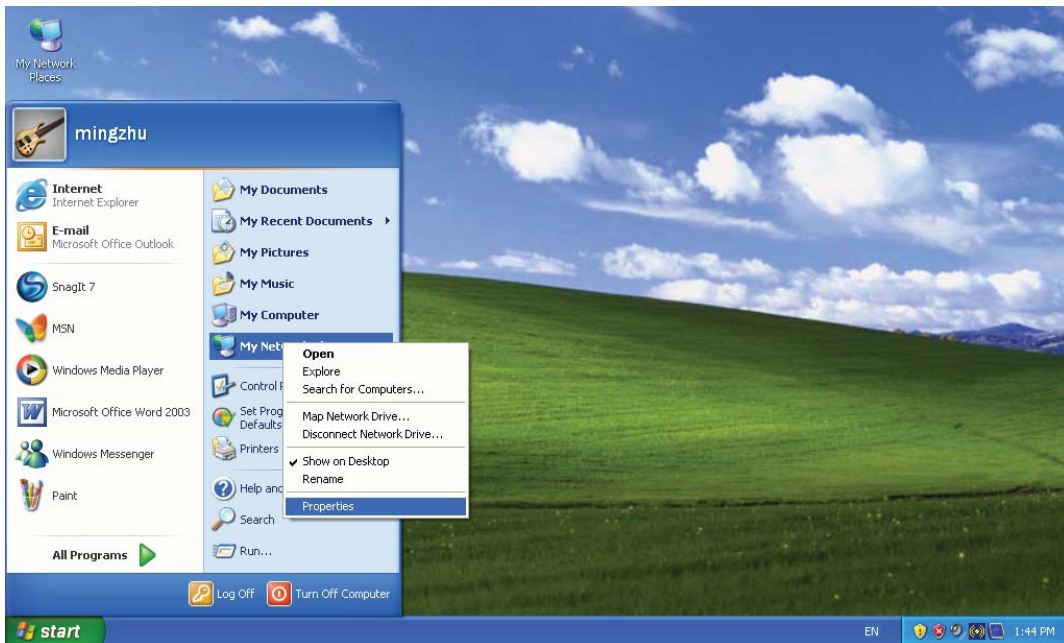 My Network
Places
mingzhu
Internet
Internet Explorer
E-mail
Microsoft Office Outlook
SnagIt 7
MSN
Windows Media Player
Microsoft Office Word 2003
Windows Messenger
Paint
All Programs
My Documents
My Recent Documents
My Pictures
My Music
My Computer
My Net
Control
Set Prog
Defaults
Printers
Help and
Search
Run...
Open
Explore
Search for Computers...
Map Network Drive...
Disconnect Network Drive...
Show on Desktop
Rename
Properties
Log Off
Turn Off Computer
start
EN
1:44 PM